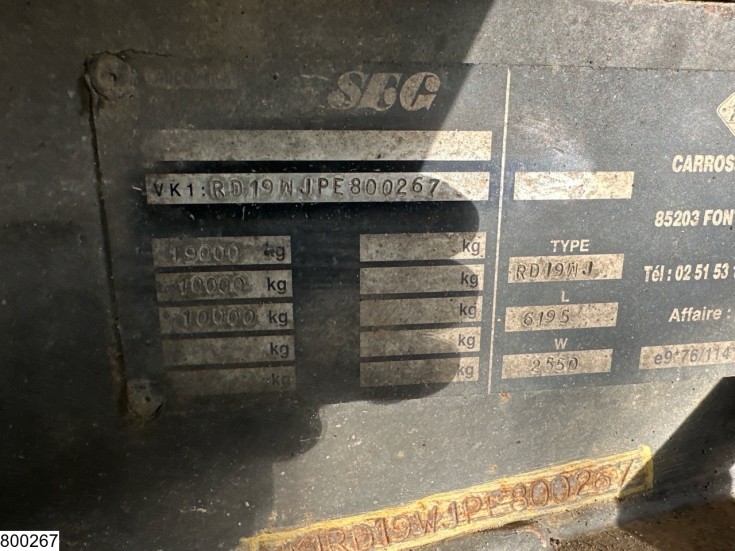 SEG
VK1:RD19WJPE800267
19000 kg
kg
10000 kg
kg
10000 kg
kg
kg
kg
kg
kg
TYPE
RD19WJ
L
6195
W
2550
CARROS
85203 FON
Tél : 02 51 53 1
Affaire :
e9*76/114
RD19WJPE800267
800267